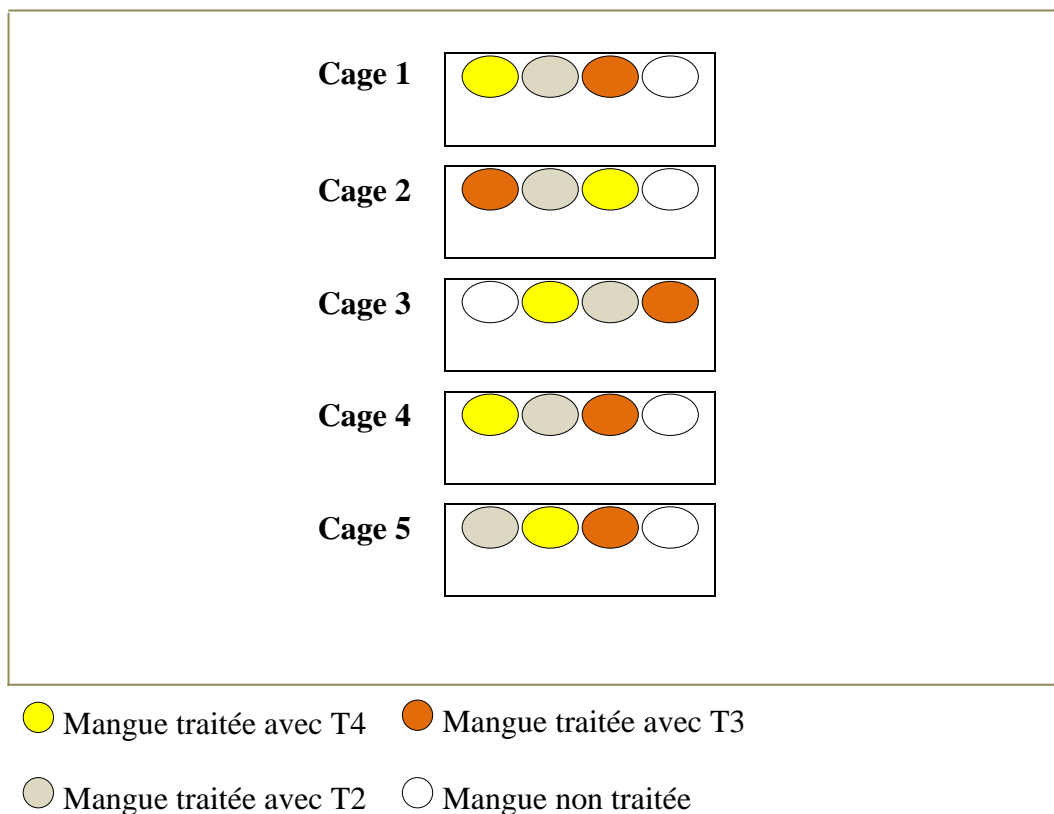 Cage 1
Cage 2
Cage 3
Cage 4
Cage 5
Mangue traitée avec T4 Mangue traitée avec T3
Mangue traitée avec T2 Mangue non traitée